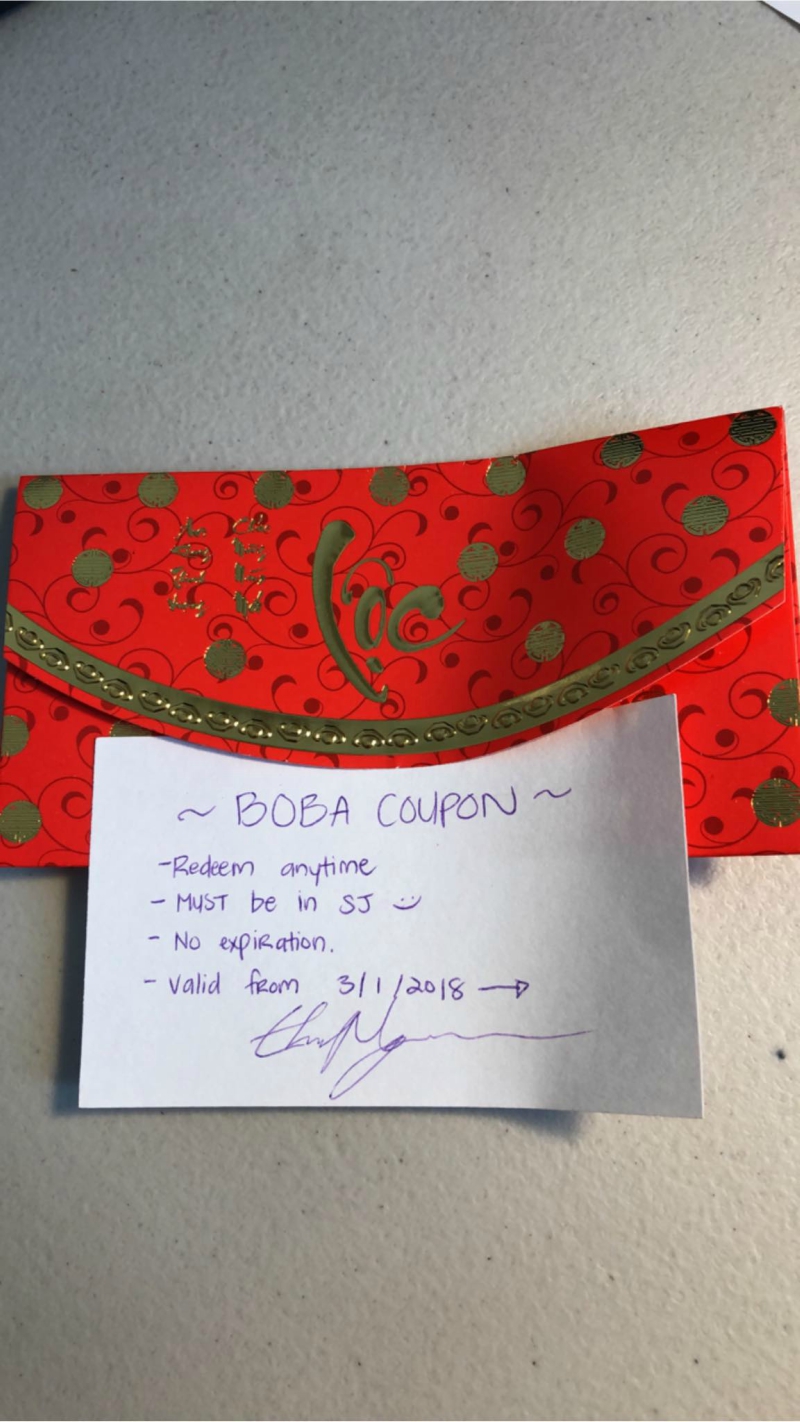 Lộc
~ BOBA COUPON ~
-Redeem anytime
- MUST be in SJ
- No expiration.
- Valid from 3/1/2018 →